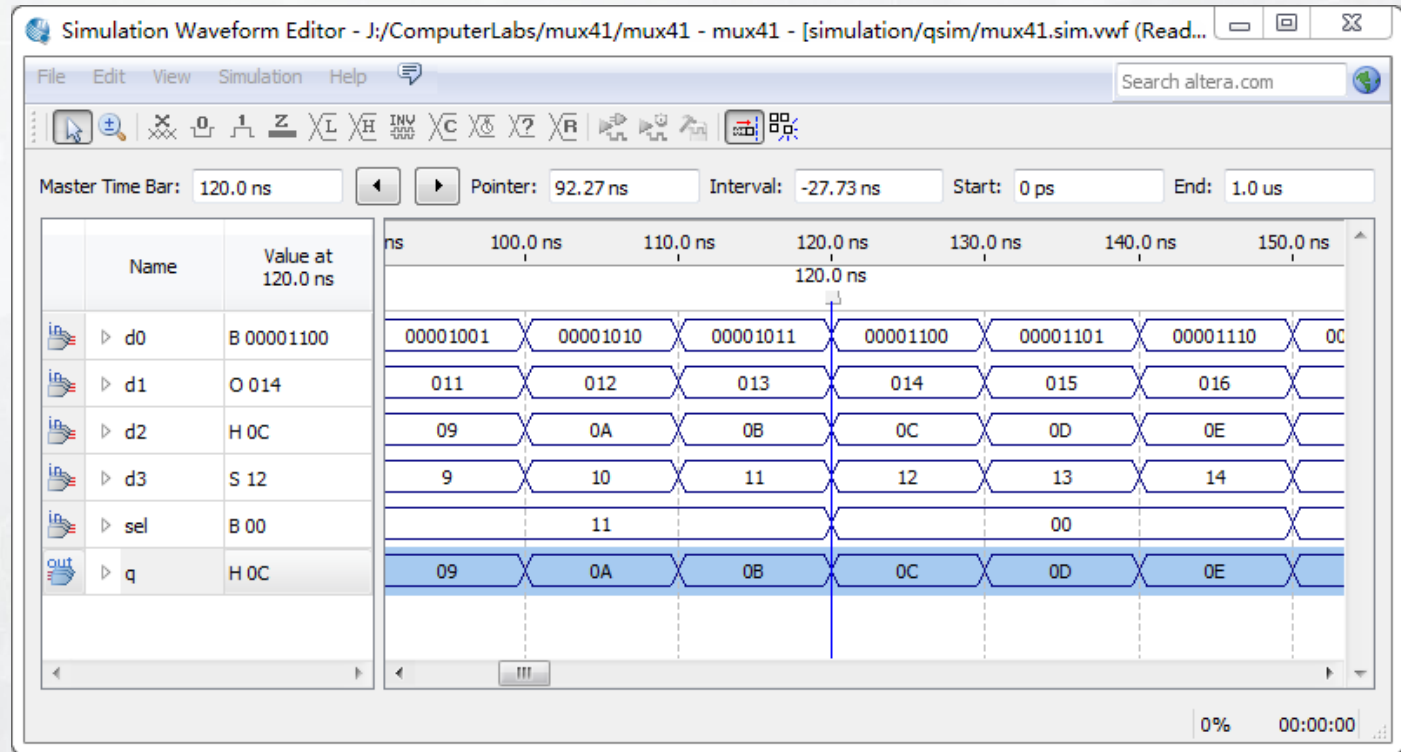 Simulation Waveform Editor - J:/ComputerLabs/mux41/mux41 - mux41 - [simulation/qsim/mux41.sim.vwf (Read...
File Edit View Simulation Help Search altera.com
Master Time Bar: 120.0 ns Pointer: 92.27 ns Interval: -27.73 ns Start: 0 ps End: 1.0 us
Name Value at 120.0 ns
ns 100.0 ns 110.0 ns 120.0 ns 130.0 ns 140.0 ns 150.0 ns
120.0 ns
d0 B 00001100 00001001 00001010 00001011 00001100 00001101 00001110 00
d1 O 014 011 012 013 014 015 016
d2 H 0C 09 0A 0B 0C 0D 0E
d3 S 12 9 10 11 12 13 14
sel B 00 11 00
q H 0C 09 0A 0B 0C 0D 0E
0% 00:00:00